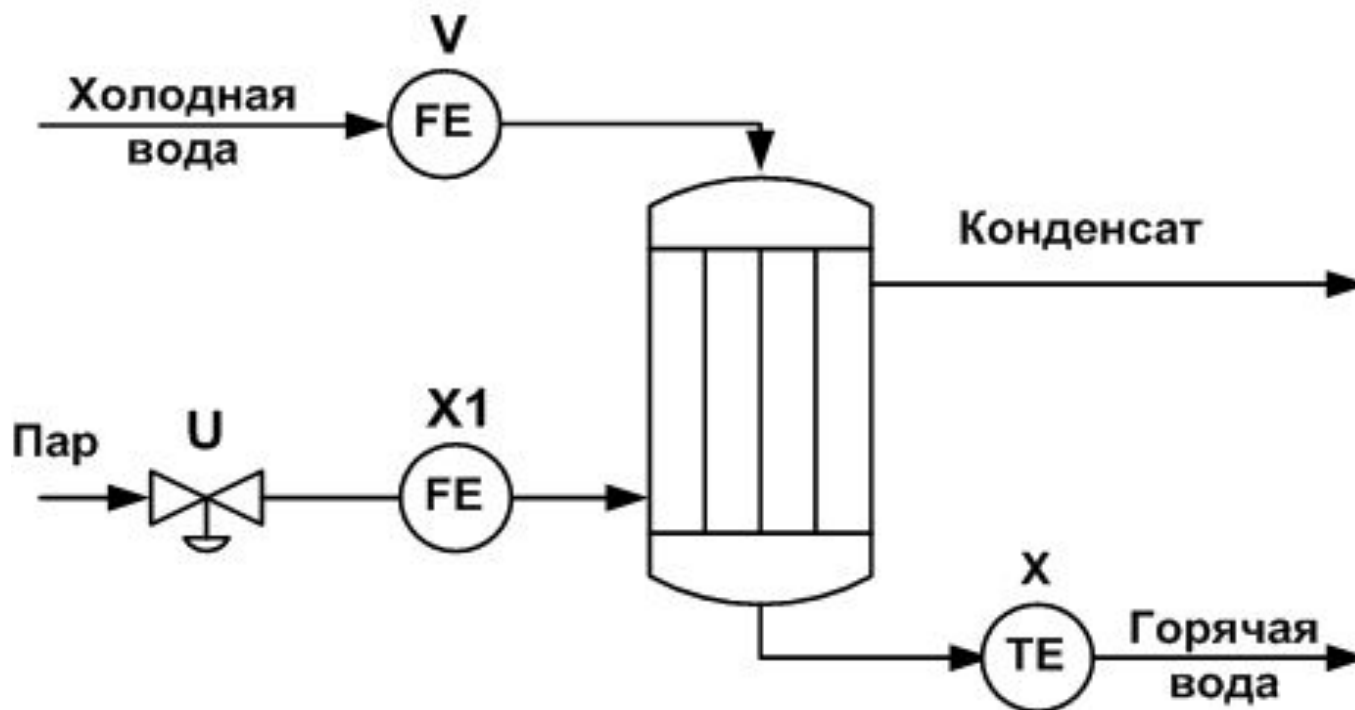 V
Холодная
вода
FE
Конденсат
X1
U
Пар
FE
X
TE
Горячая
вода